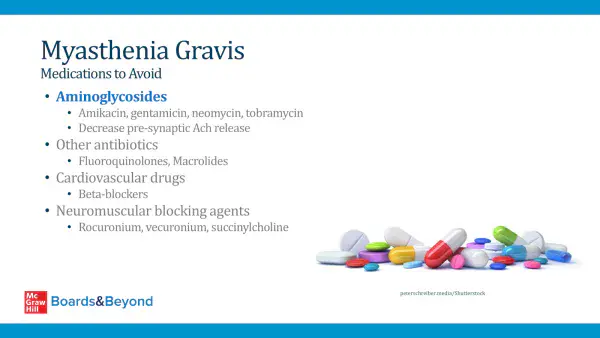 Myasthenia Gravis
Medications to Avoid
• Aminoglycosides
• Amikacin, gentamicin, neomycin, tobramycin
• Decrease pre-synaptic Ach release
• Other antibiotics
• Fluoroquinolones, Macrolides
• Cardiovascular drugs
• Beta-blockers
• Neuromuscular blocking agents
• Rocuronium, vecuronium, succinylcholine
peterschreiber.media/Shutterstock
Mc
Graw
Hill
Boards&Beyond